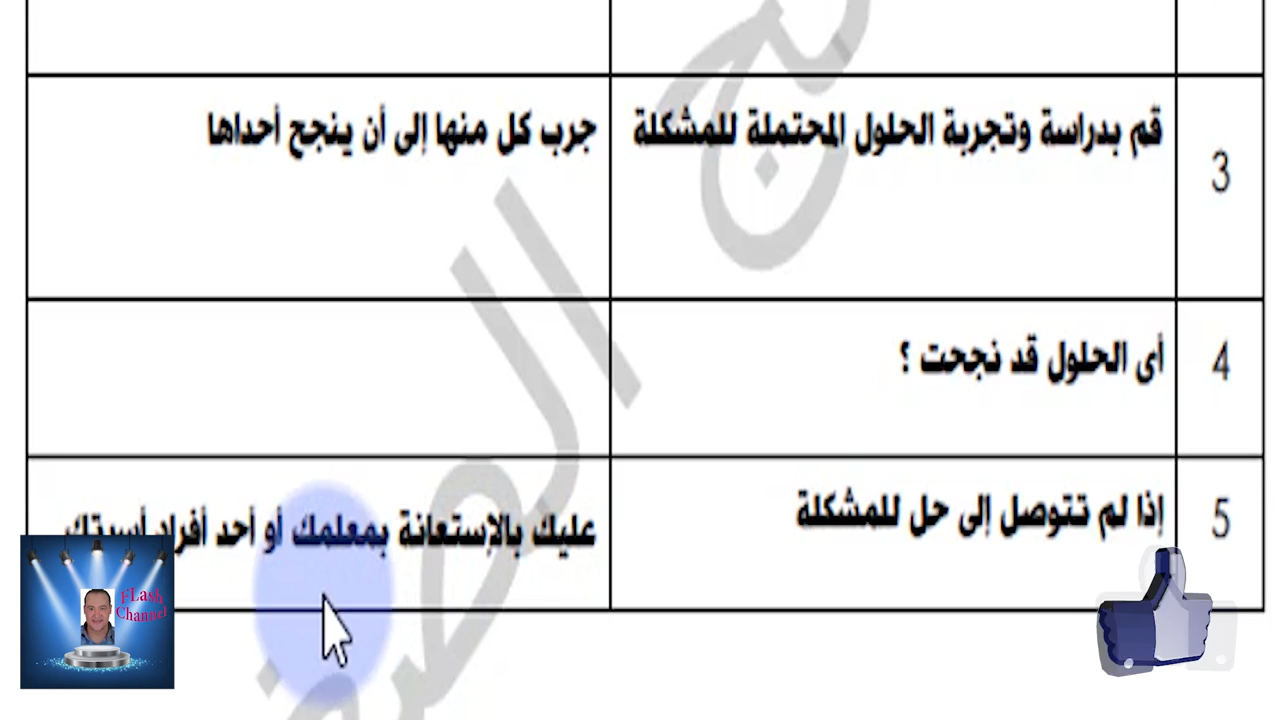 3
قم بدراسة وتجربة الحلول المحتملة للمشكلة
جرب كل منها إلى أن ينجح أحداها
4
أى الحلول قد نجحت ؟
5
إذا لم تتوصل إلى حل للمشكلة
عليك بالإستعانة بمعلمك أو أحد أفراد أسرتك
FLash
Channel